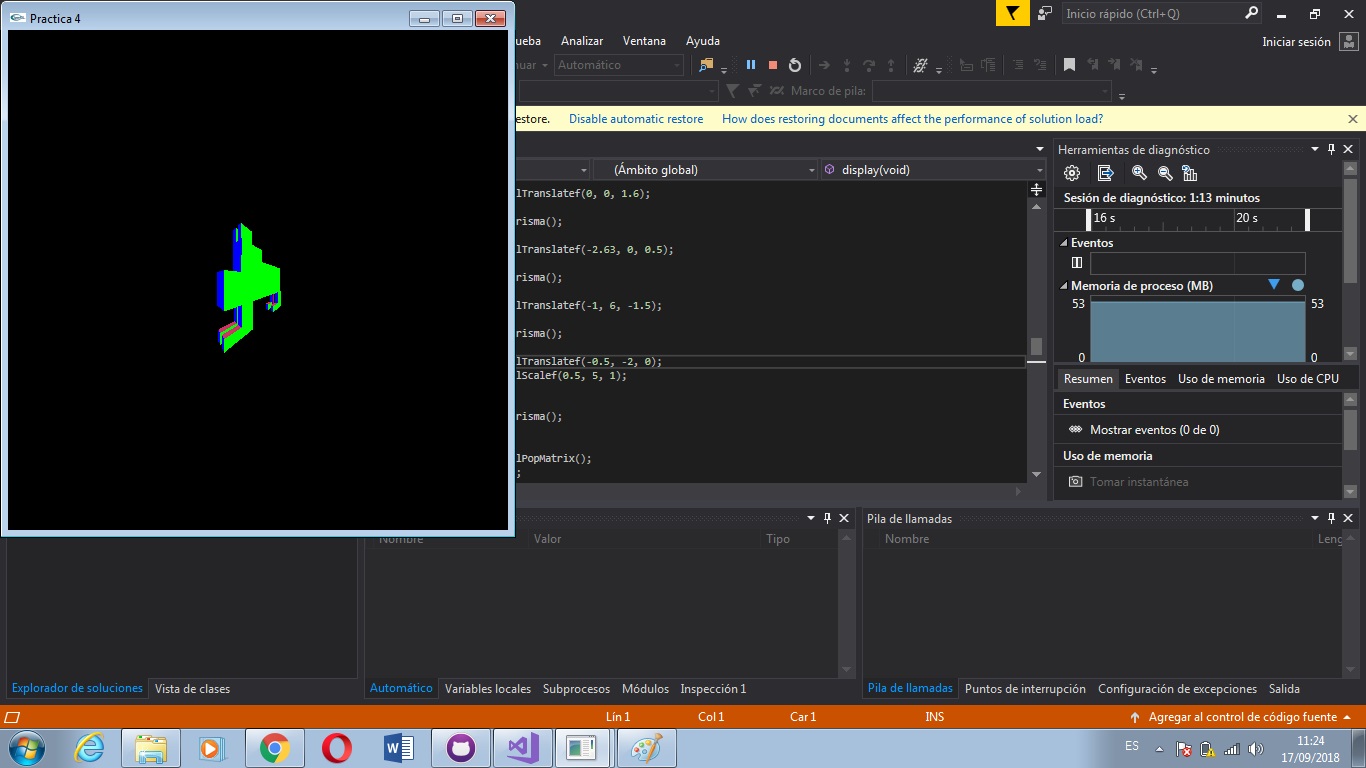 Practica 4
Inicio rápido (Ctrl+Q)
ueba Analizar Ventana Ayuda
Iniciar sesión
nuar Automático
Marco de pila:
estore. Disable automatic restore How does restoring documents affect the performance of solution load?
(Ámbito global) display(void)
lTranslatef(0, 0, 1.6);
risma();
lTranslatef(-2.63, 0, 0.5);
risma();
lTranslatef(-1, 6, -1.5);
risma();
lTranslatef(-0.5, -2, 0);
lScalef(0.5, 5, 1);
risma();
lPopMatrix();
;
Herramientas de diagnóstico
Sesión de diagnóstico: 1:13 minutos
16 s 20 s
Eventos
Memoria de proceso (MB)
53 53
0 0
Resumen Eventos Uso de memoria Uso de CPU
Eventos
Mostrar eventos (0 de 0)
Uso de memoria
Tomar instantánea
Nombre Valor Tipo
Pila de llamadas
Nombre Leng
Explorador de soluciones Vista de clases
Automático Variables locales Subprocesos Módulos Inspección 1
Pila de llamadas Puntos de interrupción Configuración de excepciones Salida
Lín 1 Col 1 Car 1 INS Agregar al control de código fuente
ES
11:24
17/09/2018